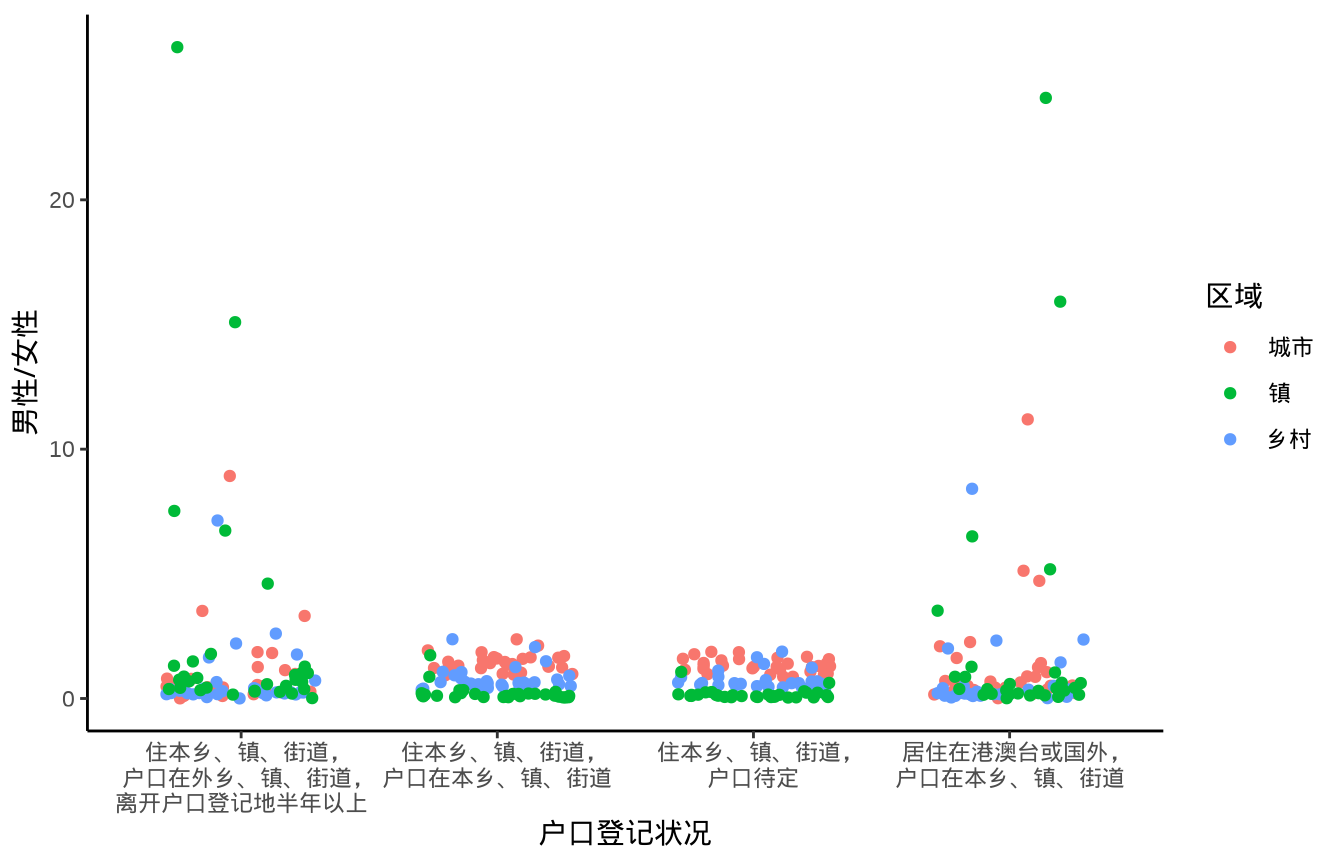 男性/女性
20
10
0
住本乡、镇、街道，
户口在外乡、镇、街道，
离开户口登记地半年以上
住本乡、镇、街道，
户口在本乡、镇、街道
住本乡、镇、街道，
户口待定
居住在港澳台或国外，
户口在本乡、镇、街道
户口登记状况
区域
城市
镇
乡村